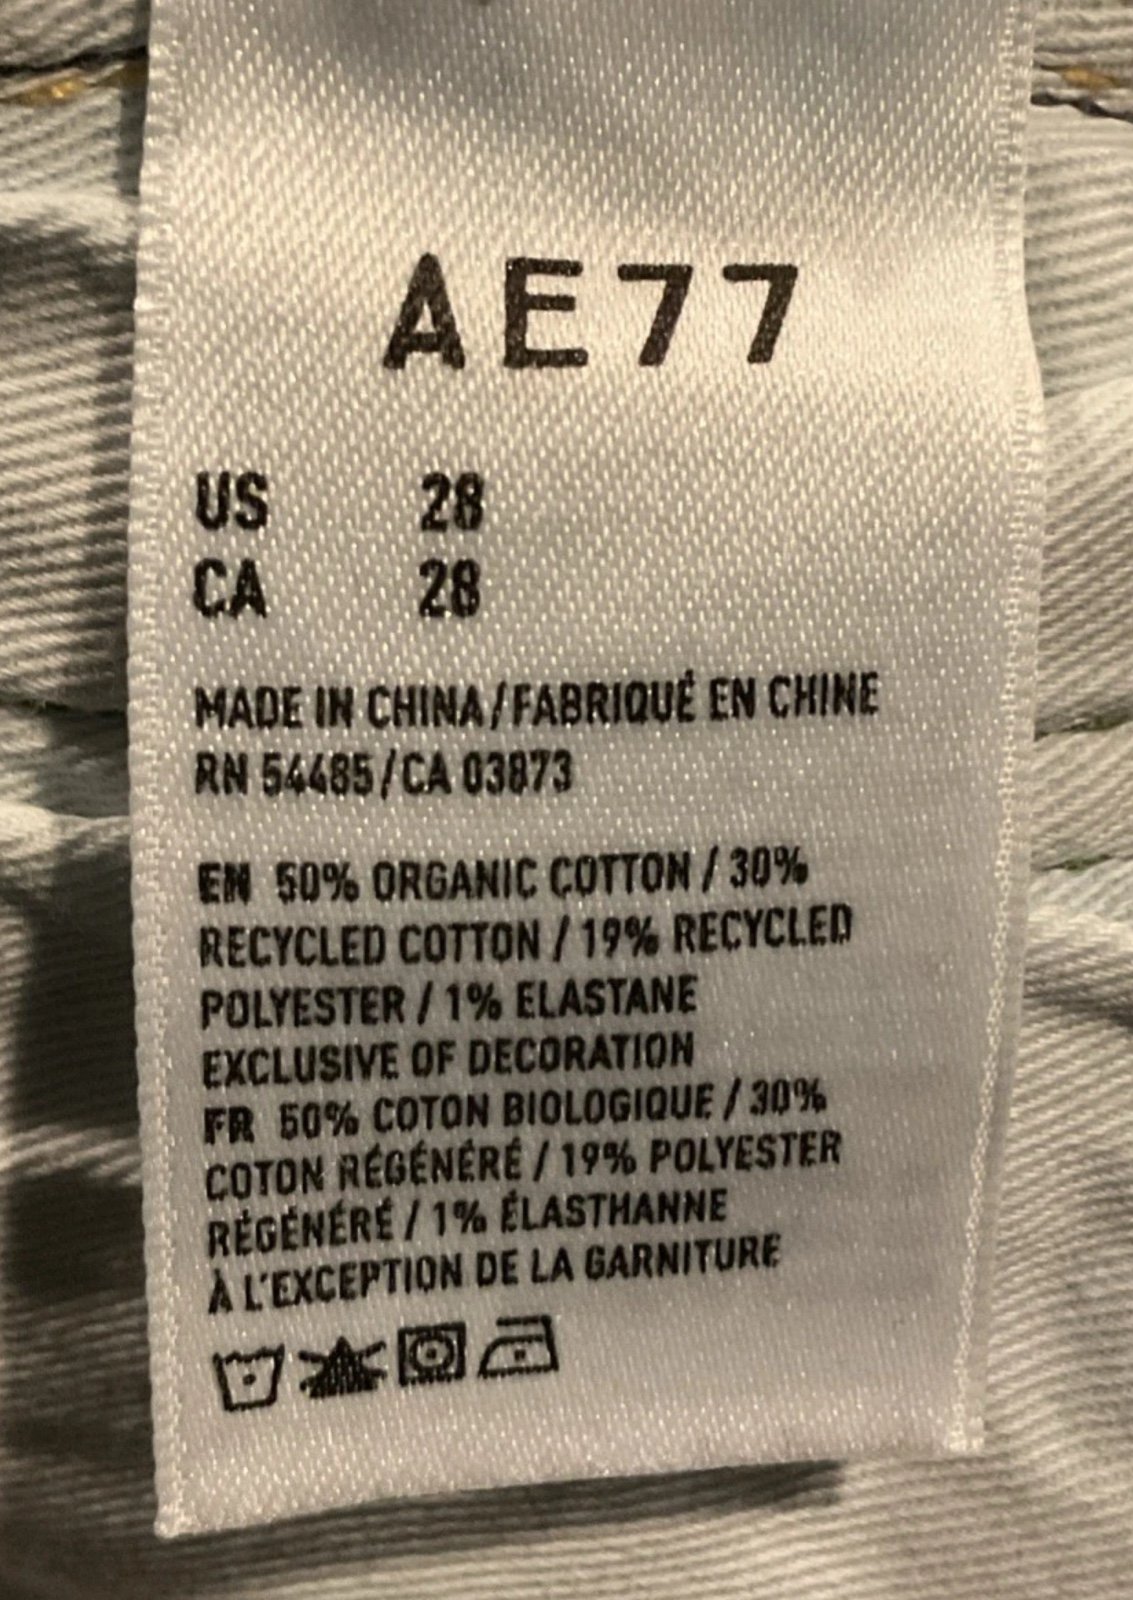 AE77
US 28
CA 28
MADE IN CHINA/FABRIQUÉ EN CHINE
RN 54485/CA 03873
EN 50% ORGANIC COTTON / 30%
RECYCLED COTTON / 19% RECYCLED
POLYESTER / 1% ELASTANE
EXCLUSIVE OF DECORATION
FR 50% COTON BIOLOGIQUE / 30%
COTON RÉGÉNÉRÉ / 19% POLYESTER
RÉGÉNÉRÉ / 1% ÉLASTHANNE
À L'EXCEPTION DE LA GARNITURE